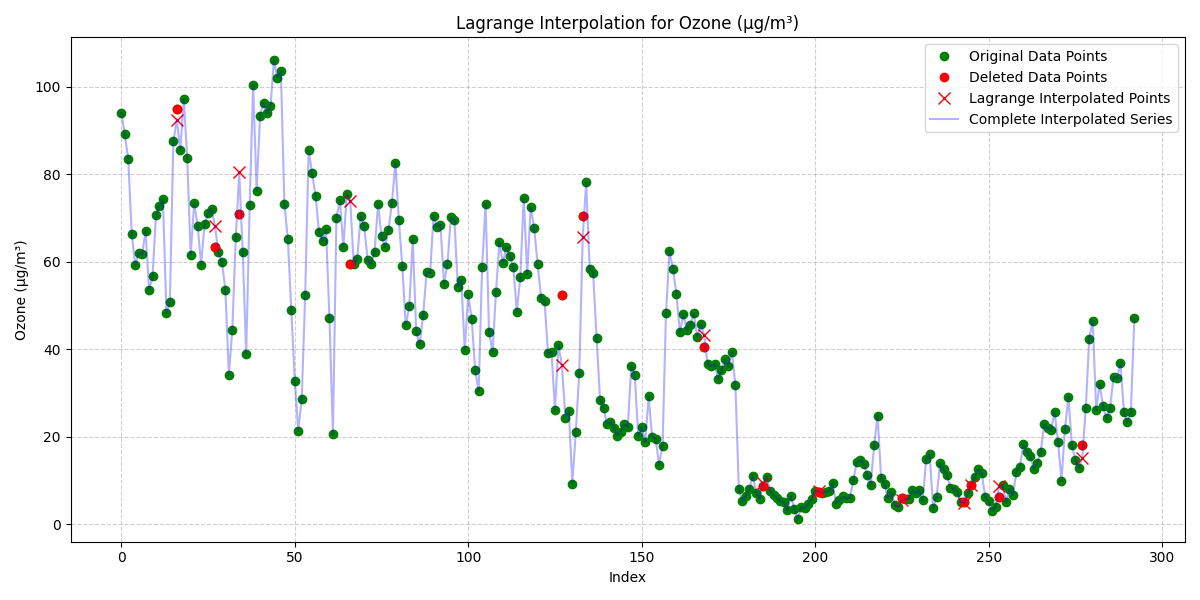 Lagrange Interpolation for Ozone (µg/m³)
Original Data Points
Deleted Data Points
Lagrange Interpolated Points
Complete Interpolated Series
Ozone (µg/m³)
100
80
60
40
20
0
0 50 100 150 200 250 300
Index